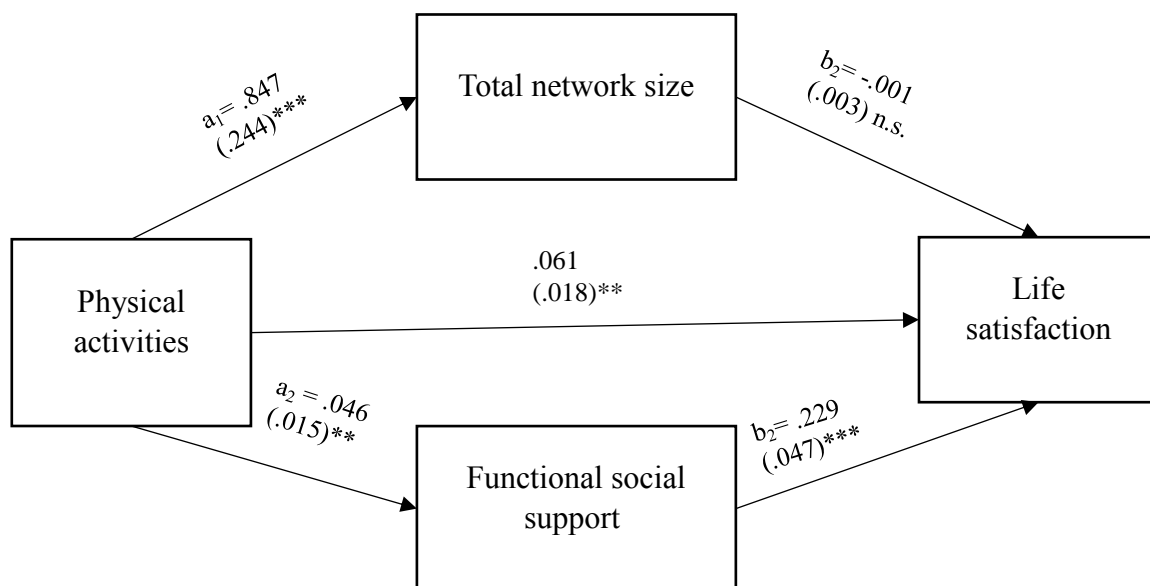 Total network size
a₁= .847
(.244)***
b₂= -.001
(.003) n.s.
Physical
activities
.061
(.018)**
Life
satisfaction
a₂ = .046
(.015)**
b₂= .229
(.047)***
Functional social
support